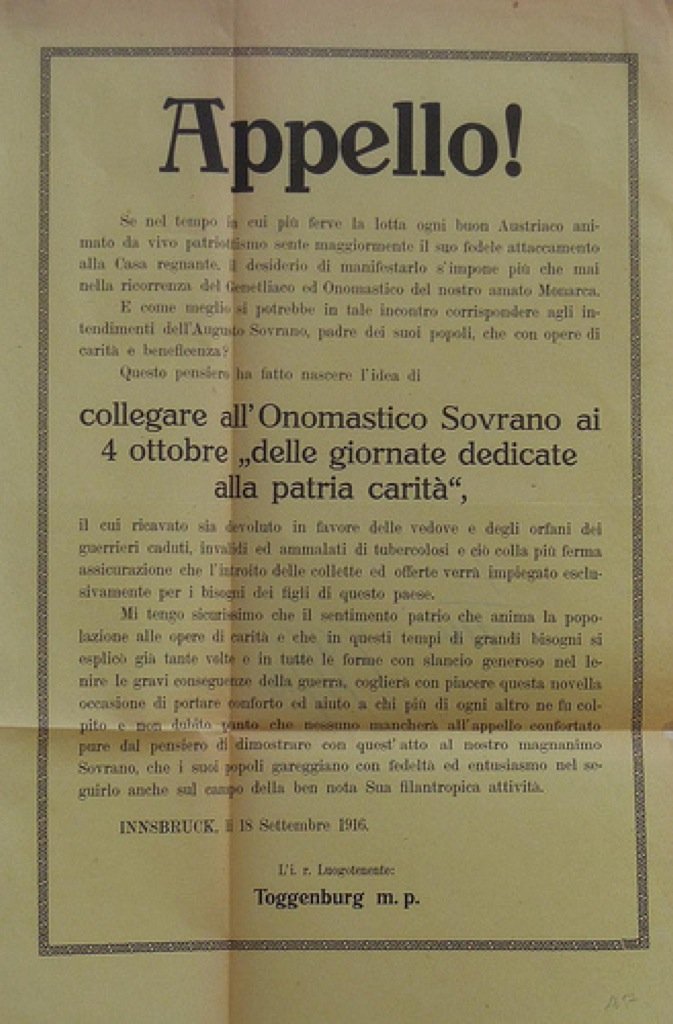 Appello!
Se nel tempo in cui più ferve la lotta ogni buon Austriaco ani-
mato da vivo patriottismo sente maggiormente il suo fedele attaccamento
alla Casa regnante, il desiderio di manifestarlo s'impone più che mai
nella ricorrenza del Genetliaco ed Onomastico del nostro amato Monarca.
E come meglio si potrebbe in tale incontro corrispondere agli in-
tendimenti dell'Augusto Sovrano, padre dei suoi popoli, che con opere di
carità e beneficenza?
Questo pensiero ha fatto nascere l'idea di
collegare all'Onomastico Sovrano ai
4 ottobre „delle giornate dedicate
alla patria carità“,
il cui ricavato sia devoluto in favore delle vedove e degli orfani dei
guerrieri caduti, invalidi ed ammalati di tubercolosi e ciò colla più ferma
assicurazione che l'introito delle collette ed offerte verrà impiegato esclu-
sivamente per i bisogni dei figli di questo paese.
Mi tengo sicurissimo che il sentimento patrio che anima la popo-
lazione alle opere di carità e che in questi tempi di grandi bisogni si
esplicò già tante volte e in tutte le forme con slancio generoso nel le-
nire le gravi conseguenze della guerra, coglierà con piacere questa novella
occasione di portare conforto ed aiuto a chi più di ogni altro ne fu col-
pito e non dubito punto che nessuno mancherà all'appello confortato
pure dal pensiero di dimostrare con quest'atto al nostro magnanimo
Sovrano, che i suoi popoli gareggiano con fedeltà ed entusiasmo nel se-
guirlo anche sul campo della ben nota Sua filantropica attività.
INNSBRUCK, li 18 Settembre 1916.
L'i. r. Luogotenente:
Toggenburg m. p.